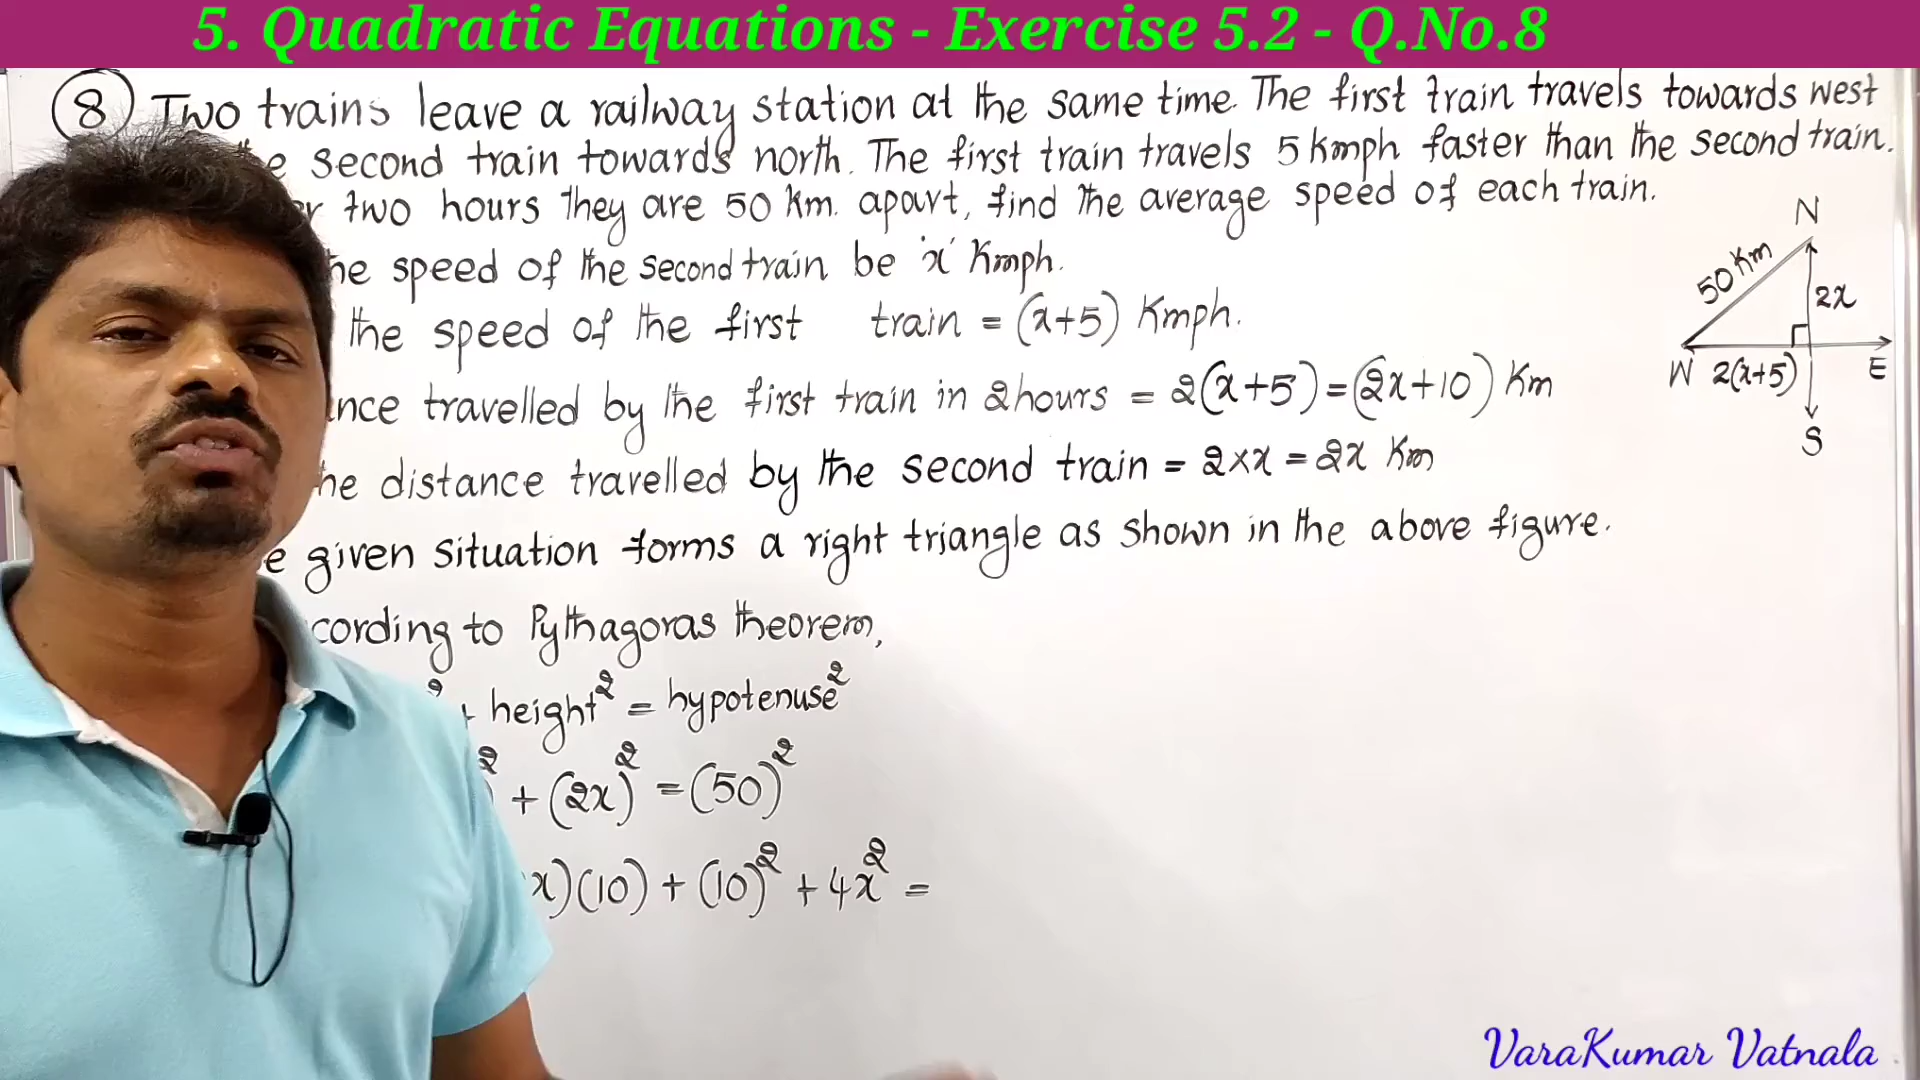 5. Quadratic Equations - Exercise 5.2 - Q.No.8
8 Two trains leave a railway station at the same time. The first train travels towards west
second train towards north. The first train travels 5 kmph faster than the second train.
two hours they are 50 Km. apart, find the average speed of each train.
the speed of the second train be 'x' Kmph.
the speed of the first train = (x+5) Kmph.
travelled by the first train in 2 hours = 2(x+5) = (2x+10) Km
the distance travelled by the second train = 2×x = 2x Km
given situation forms a right triangle as shown in the above figure.
to Pythagoras theorem,
+ height² = hypotenuse²
² + (2x)² = (50)²
x)(10) + (10)² + 4x² =
N
50 Km
2x
W 2(x+5) E
S
VaraKumar Vatnala